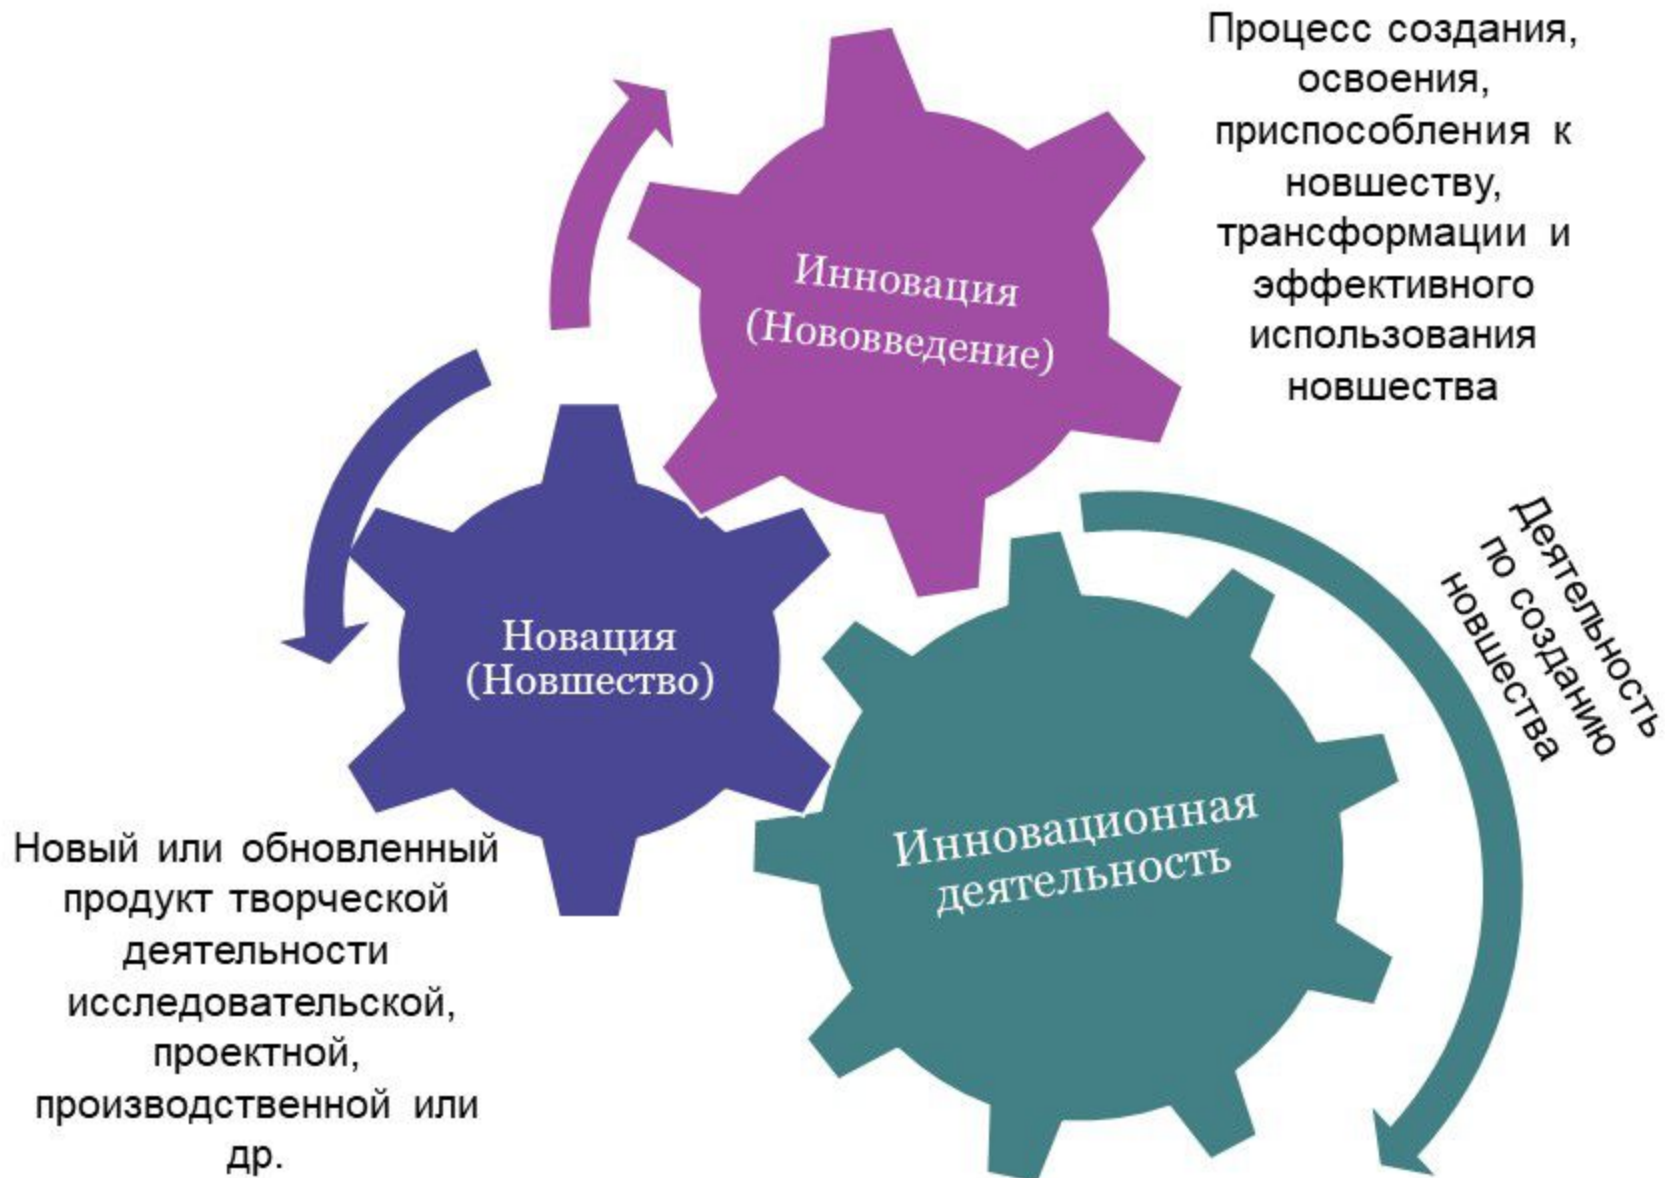 Процесс создания,
освоения,
приспособления к
новшеству,
трансформации и
эффективного
использования
новшества
Инновация
(Нововведение)
Деятельность
по созданию
новшества
Новация
(Новшество)
Инновационная
деятельность
Новый или обновленный
продукт творческой
деятельности
исследовательской,
проектной,
производственной или
др.